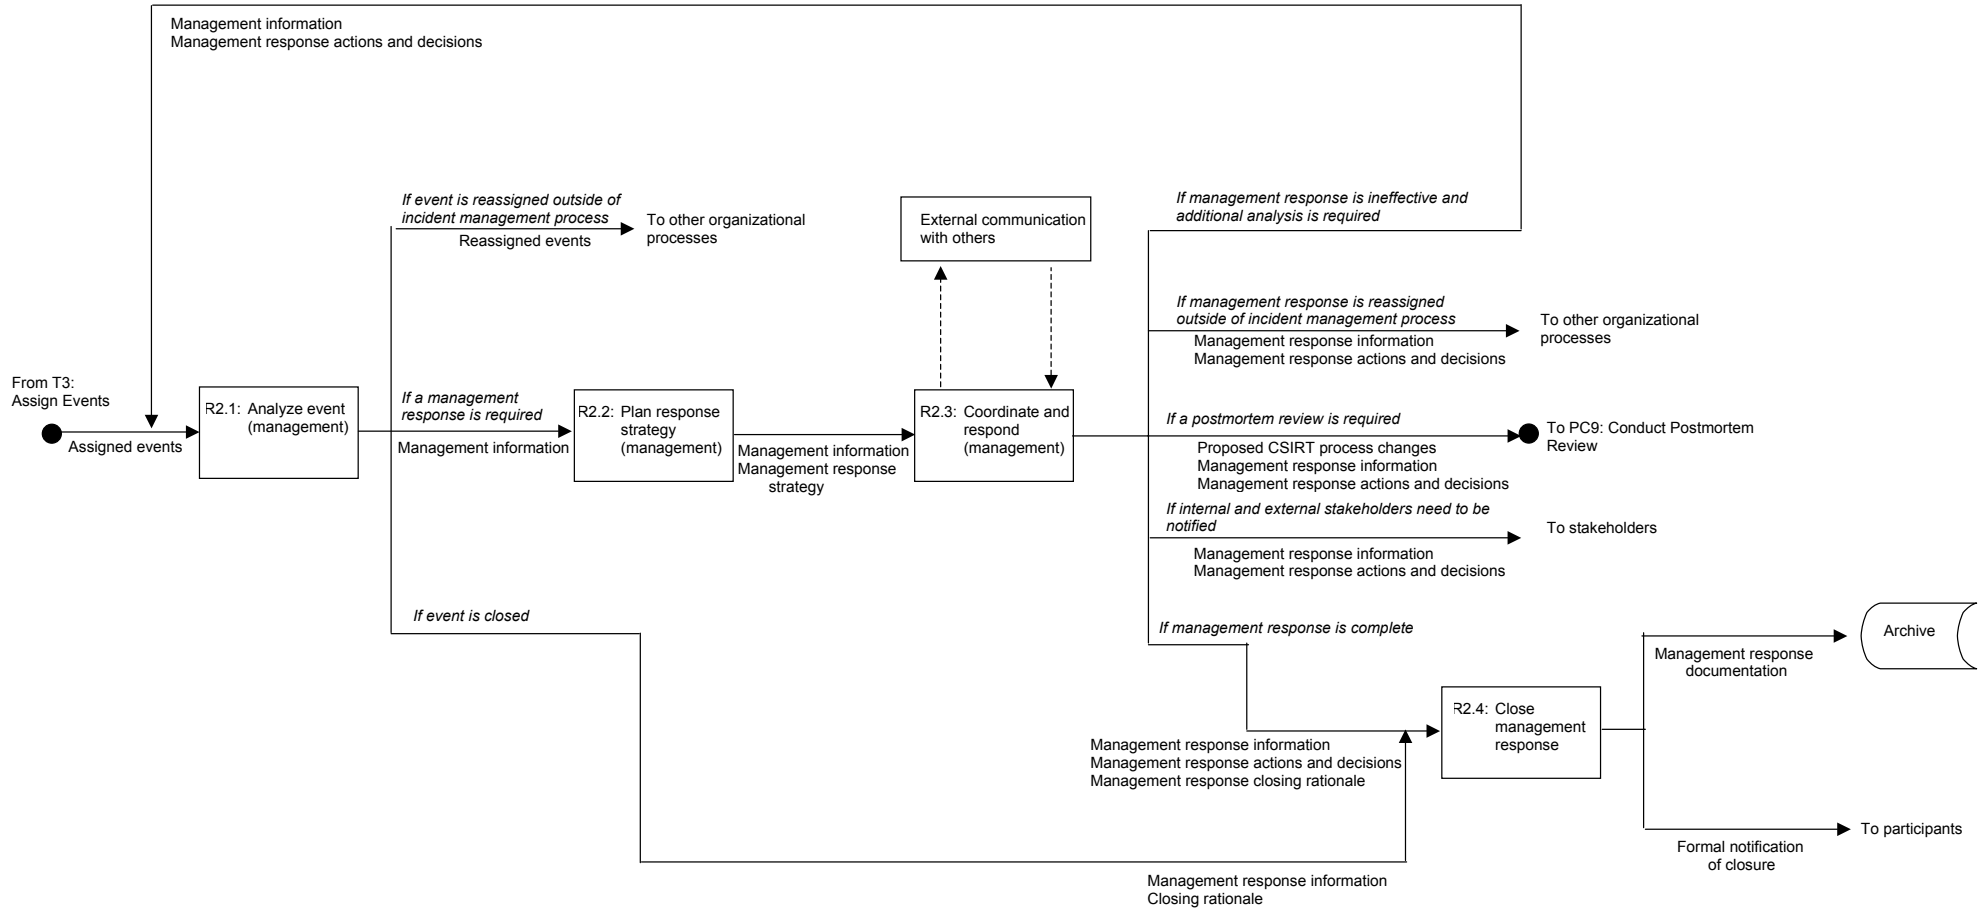 Management information
Management response actions and decisions
If event is reassigned outside of
incident management process
Reassigned events
To other organizational
processes
External communication
with others
If management response is ineffective and
additional analysis is required
If management response is reassigned
outside of incident management process
Management response information
Management response actions and decisions
To other organizational
processes
From T3:
Assign Events
Assigned events
R2.1: Analyze event
(management)
If a management
response is required
Management information
R2.2: Plan response
strategy
(management)
Management information
Management response
strategy
R2.3: Coordinate and
respond
(management)
If a postmortem review is required
Proposed CSIRT process changes
Management response information
Management response actions and decisions
To PC9: Conduct Postmortem
Review
If internal and external stakeholders need to be
notified
Management response information
Management response actions and decisions
To stakeholders
If event is closed
If management response is complete
Management response information
Management response actions and decisions
Management response closing rationale
R2.4: Close
management
response
Management response
documentation
Archive
Formal notification
of closure
To participants
Management response information
Closing rationale